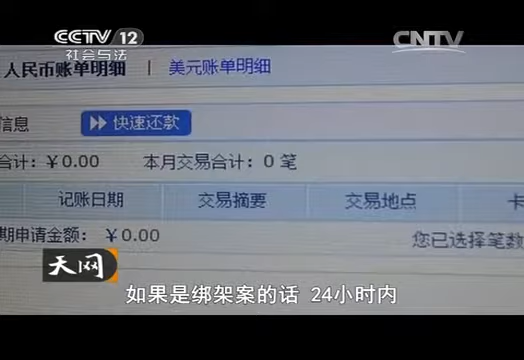 CCTV 12
社会与法
CNTV
人民币账单明细 | 美元账单明细
信息 快速还款
合计：￥0.00 本月交易合计：0 笔
记账日期 交易摘要 交易地点 卡
期申请金额：￥0.00
您已选择笔数
天网
如果是绑架案的话 24小时内